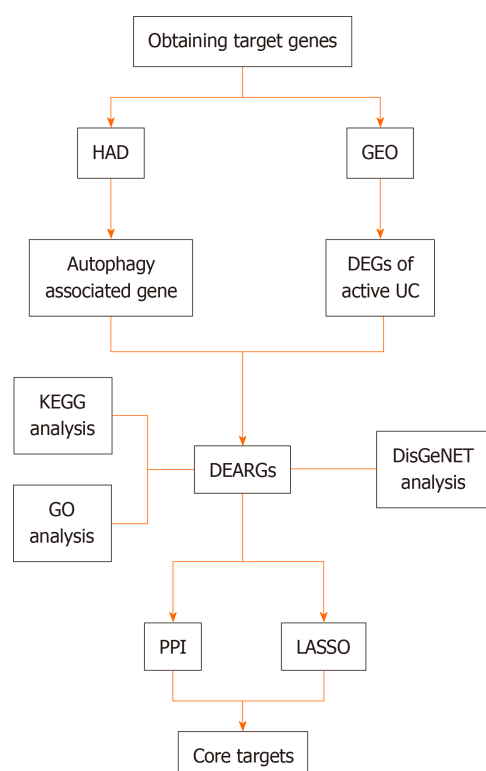 Obtaining target genes
HAD
GEO
Autophagy
associated gene
DEGs of
active UC
KEGG
analysis
DEARGs
DisGeNET
analysis
GO
analysis
PPI
LASSO
Core targets